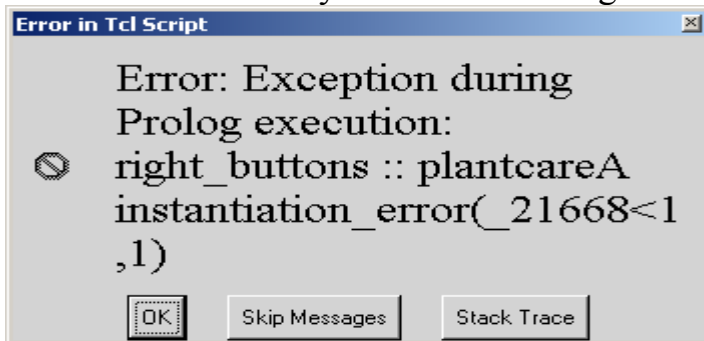 Error in Tcl Script
Error: Exception during
Prolog execution:
right_buttons :: plantcareA
instantiation_error(_21668<1
,1)
OK
Skip Messages
Stack Trace